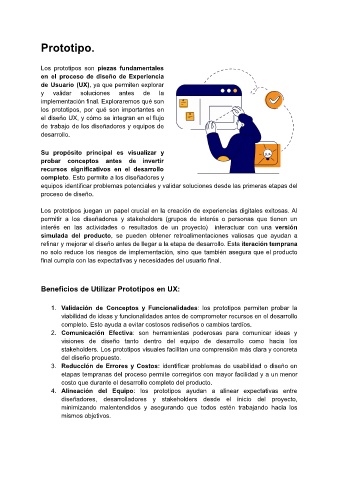 Prototipo.
Los prototipos son piezas fundamentales
en el proceso de diseño de Experiencia
de Usuario (UX), ya que permiten explorar
y validar soluciones antes de la
implementación final. Exploraremos qué son
los prototipos, por qué son importantes en
el diseño UX, y cómo se integran en el flujo
de trabajo de los diseñadores y equipos de
desarrollo.
Su propósito principal es visualizar y
probar conceptos antes de invertir
recursos significativos en el desarrollo
completo. Esto permite a los diseñadores y
equipos identificar problemas potenciales y validar soluciones desde las primeras etapas del
proceso de diseño.
Los prototipos juegan un papel crucial en la creación de experiencias digitales exitosas. Al
permitir a los diseñadores y stakeholders (grupos de interés o personas que tienen un
interés en las actividades o resultados de un proyecto) interactuar con una versión
simulada del producto, se pueden obtener retroalimentaciones valiosas que ayudan a
refinar y mejorar el diseño antes de llegar a la etapa de desarrollo. Esta iteración temprana
no solo reduce los riesgos de implementación, sino que también asegura que el producto
final cumpla con las expectativas y necesidades del usuario final.
Beneficios de Utilizar Prototipos en UX:
1. Validación de Conceptos y Funcionalidades: los prototipos permiten probar la
viabilidad de ideas y funcionalidades antes de comprometer recursos en el desarrollo
completo. Esto ayuda a evitar costosos rediseños o cambios tardíos.
2. Comunicación Efectiva: son herramientas poderosas para comunicar ideas y
visiones de diseño tanto dentro del equipo de desarrollo como hacia los
stakeholders. Los prototipos visuales facilitan una comprensión más clara y concreta
del diseño propuesto.
3. Reducción de Errores y Costos: identificar problemas de usabilidad o diseño en
etapas tempranas del proceso permite corregirlos con mayor facilidad y a un menor
costo que durante el desarrollo completo del producto.
4. Alineación del Equipo: los prototipos ayudan a alinear expectativas entre
diseñadores, desarrolladores y stakeholders desde el inicio del proyecto,
minimizando malentendidos y asegurando que todos estén trabajando hacia los
mismos objetivos.